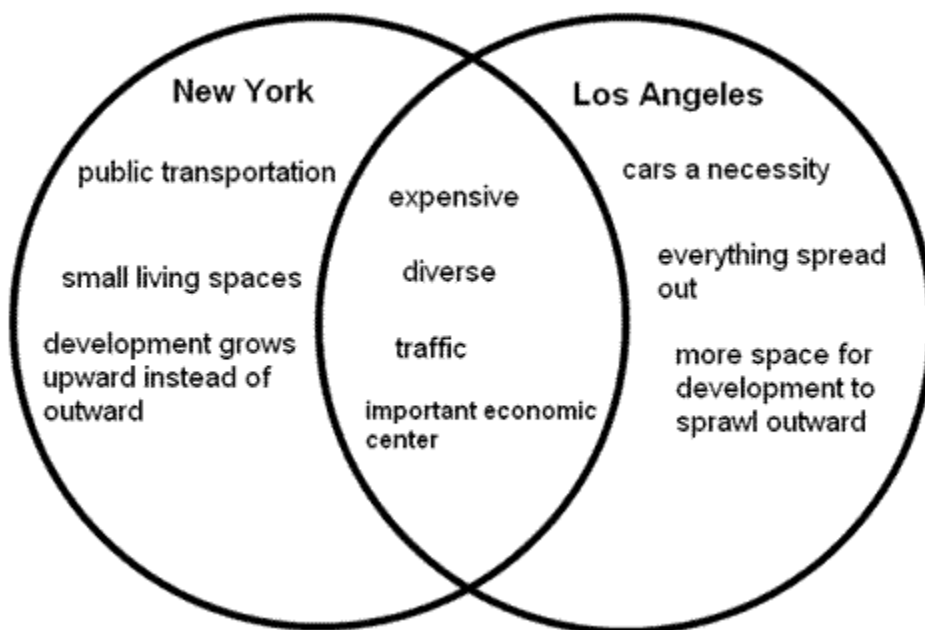 New York
public transportation
small living spaces
development grows
upward instead of
outward
expensive
diverse
traffic
important economic
center
Los Angeles
cars a necessity
everything spread
out
more space for
development to
sprawl outward